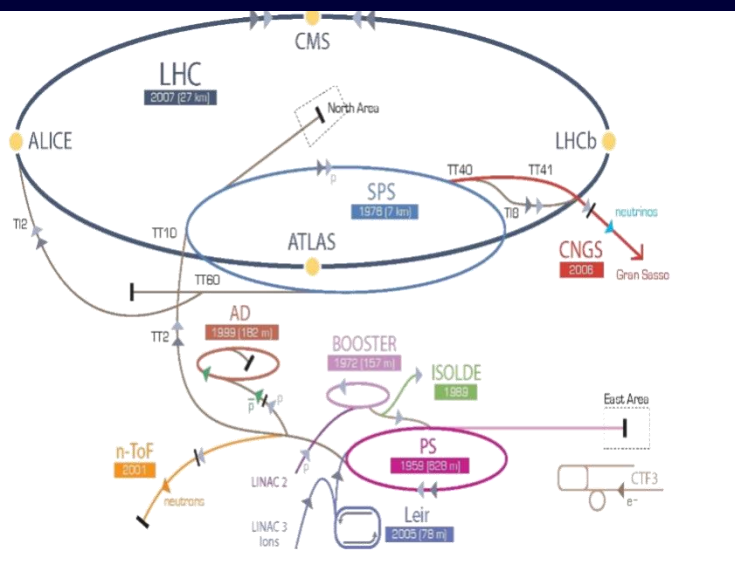 CMS
LHC
2007 (27 km)
North Area
ALICE
LHCb
TT40
TT41
p
SPS
1976 (7 km)
TI8
neutrinos
TI2
TT10
ATLAS
CNGS
2006
Gran Sasso
TT60
AD
1999 (182 m)
TT2
BOOSTER
1972 (157 m)
ISOLDE
1989
East Area
p
p
n-ToF
2001
PS
1959 (628 m)
neutrons
LINAC 2
p
CTF3
e-
Leir
2005 (78 m)
LINAC 3
Ions